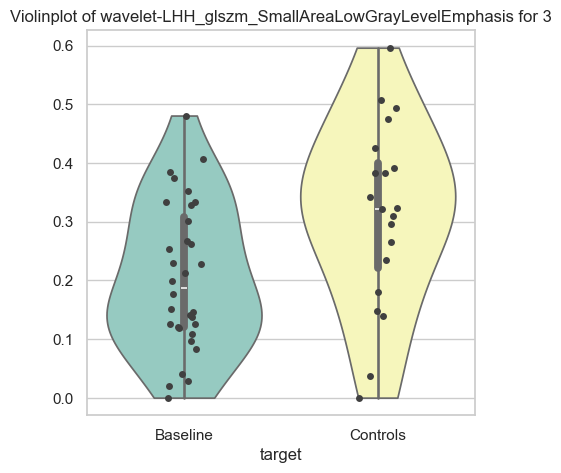 Violinplot of wavelet-LHH_glszm_SmallAreaLowGrayLevelEmphasis for 3
0.6
0.5
0.4
0.3
0.2
0.1
0.0
Baseline
Controls
target